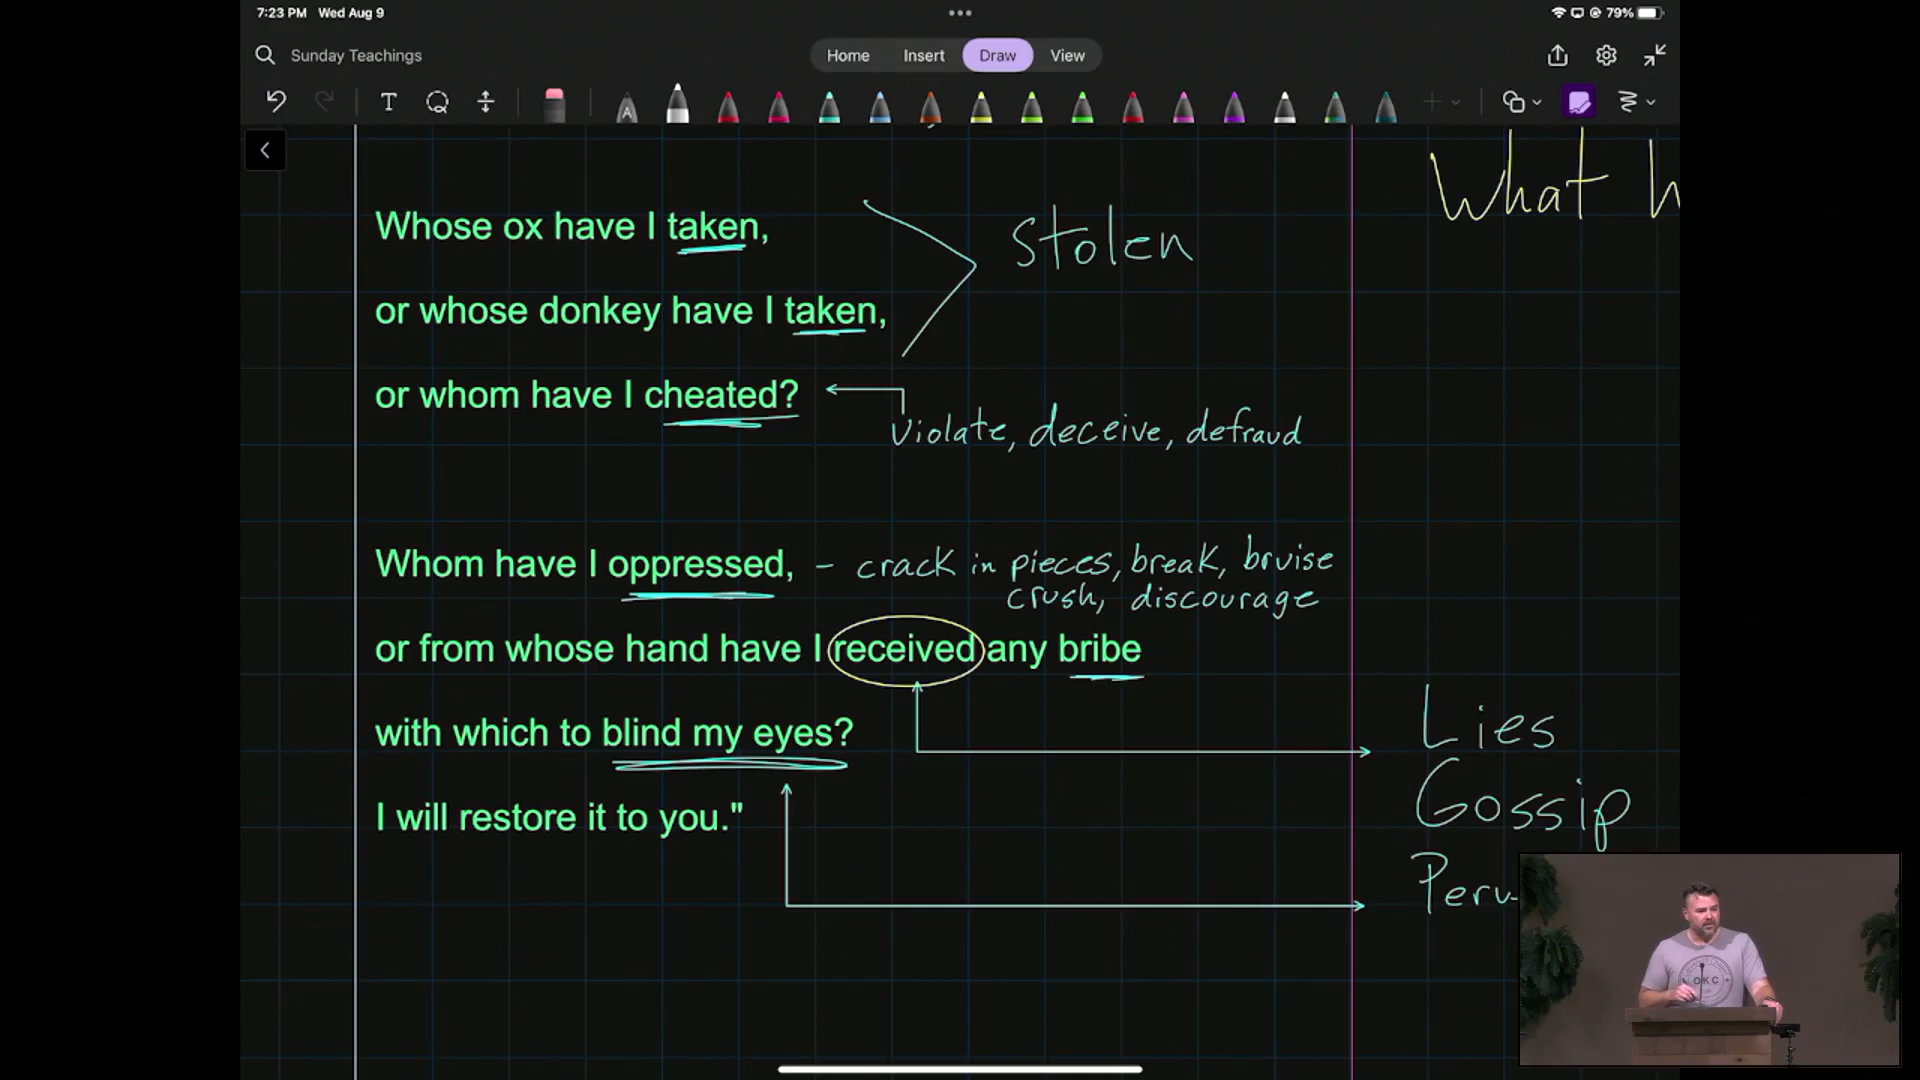 7:23 PM Wed Aug 9
79%
Sunday Teachings
Home Insert Draw View
T
A
What
Whose ox have I taken,
Stolen
or whose donkey have I taken,
or whom have I cheated?
violate, deceive, defraud
Whom have I oppressed, - crack in pieces, break, bruise
crush, discourage
or from whose hand have I received any bribe
with which to blind my eyes?
Lies
Gossip
I will restore it to you."
OKC